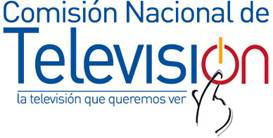 Comisión Nacional de
Televisión
la televisión que queremos ver